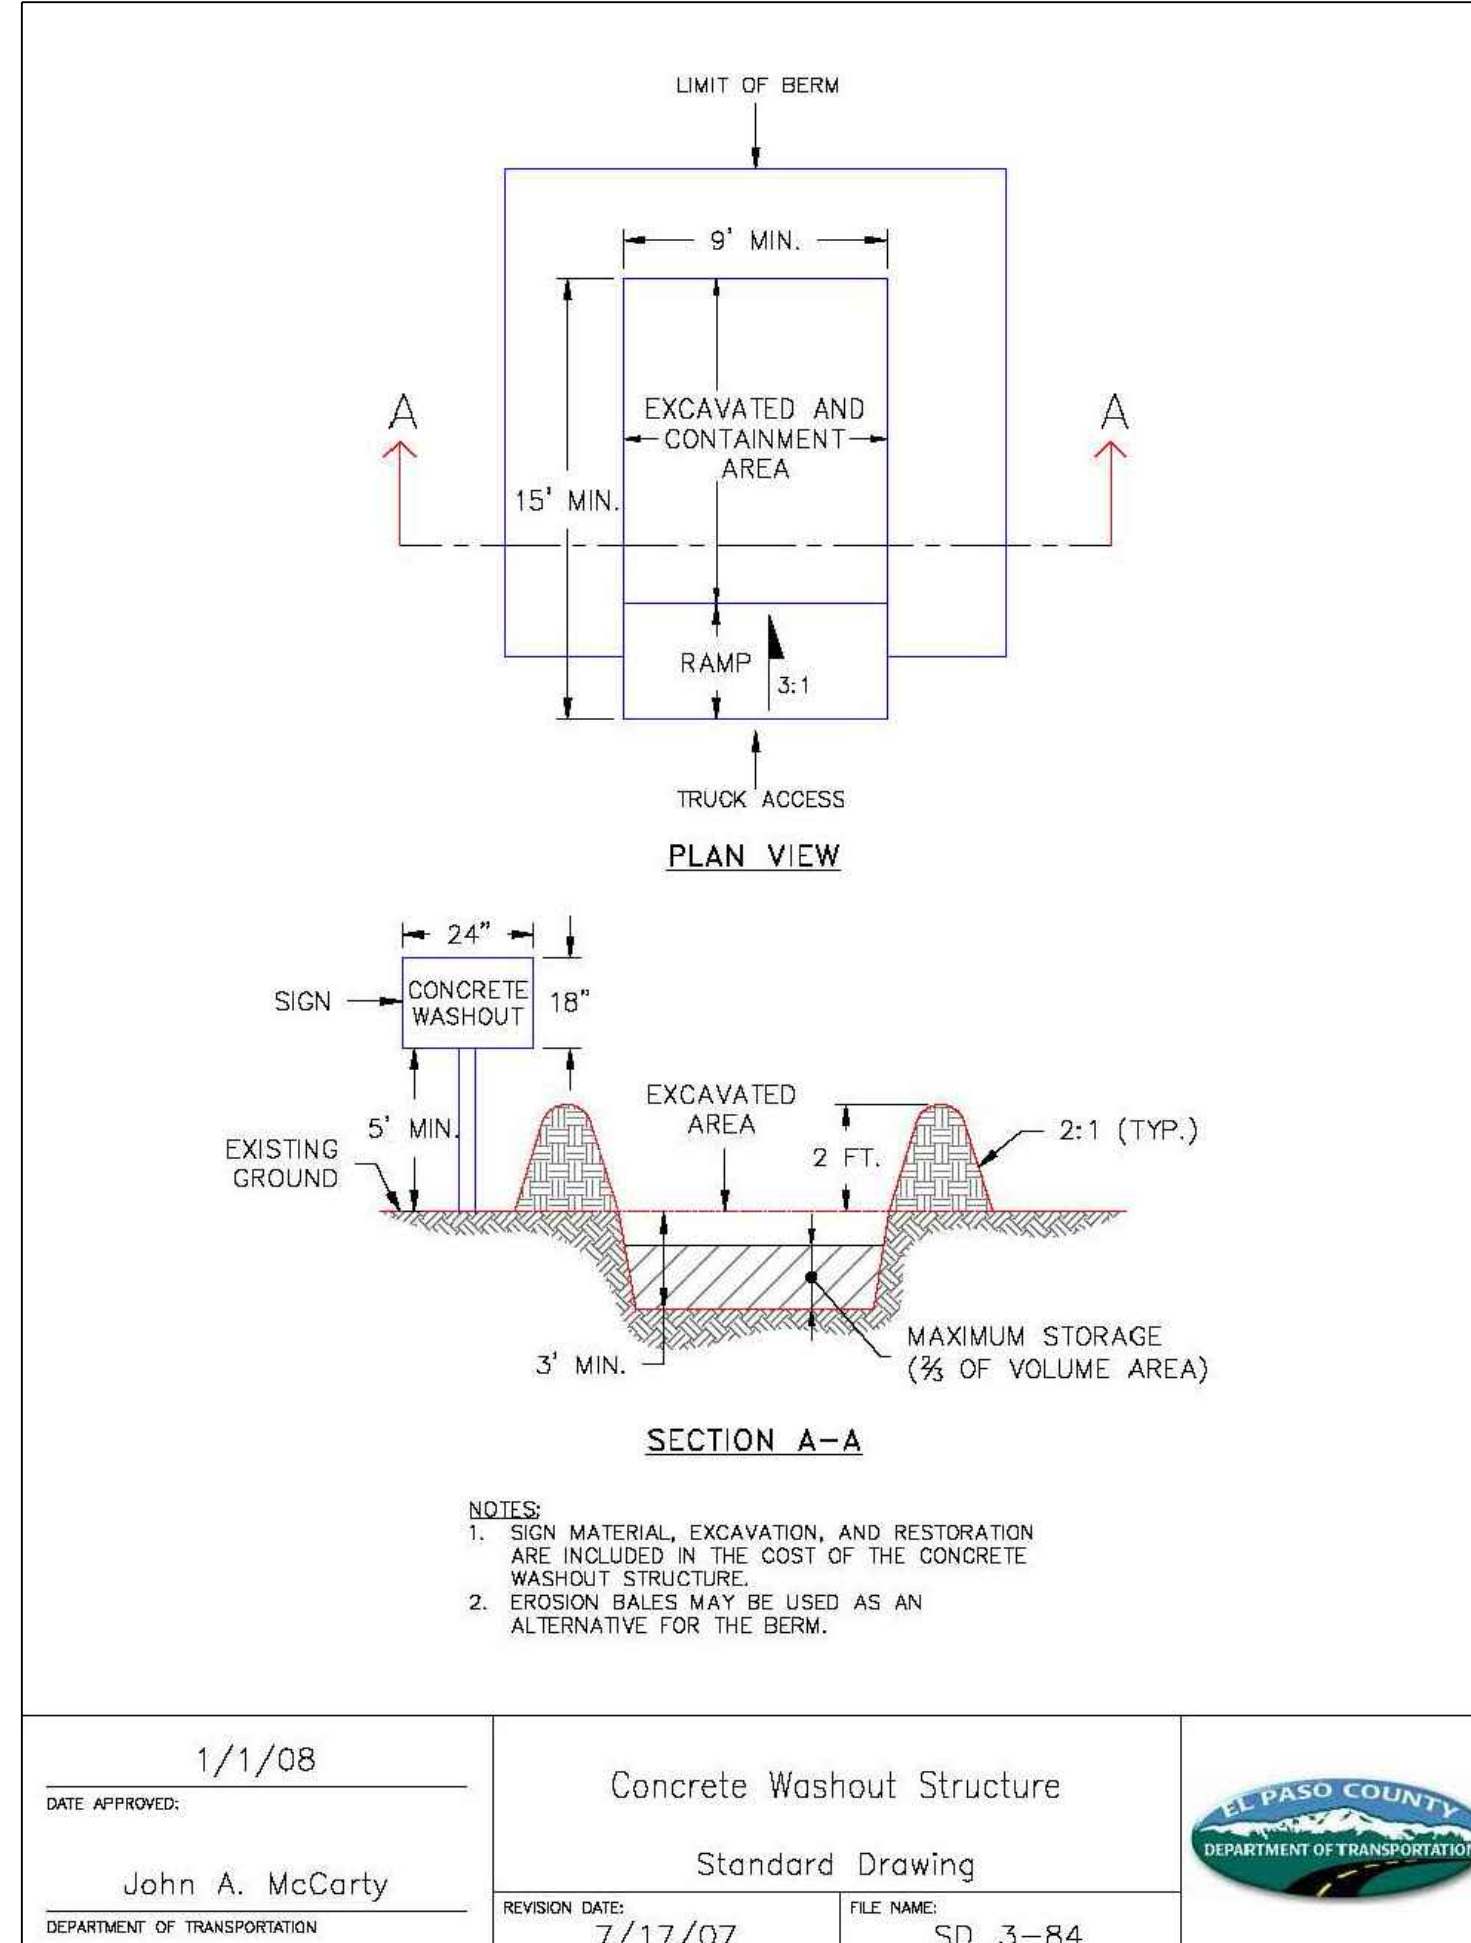 LIMIT OF BERM
9' MIN.
A
A
EXCAVATED AND
CONTAINMENT
AREA
15' MIN.
RAMP
3:1
TRUCK ACCESS
PLAN VIEW
24"
SIGN
CONCRETE
WASHOUT
18"
EXCAVATED
AREA
5' MIN.
2 FT.
2:1 (TYP.)
EXISTING
GROUND
3' MIN.
MAXIMUM STORAGE
(⅔ OF VOLUME AREA)
SECTION A-A
NOTES:
1. SIGN MATERIAL, EXCAVATION, AND RESTORATION
ARE INCLUDED IN THE COST OF THE CONCRETE
WASHOUT STRUCTURE.
2. EROSION BALES MAY BE USED AS AN
ALTERNATIVE FOR THE BERM.
1/1/08
DATE APPROVED:
John A. McCarty
DEPARTMENT OF TRANSPORTATION
Concrete Washout Structure
Standard Drawing
REVISION DATE:
7/17/07
FILE NAME:
SD 3-84
EL PASO COUNTY
DEPARTMENT OF TRANSPORTATION